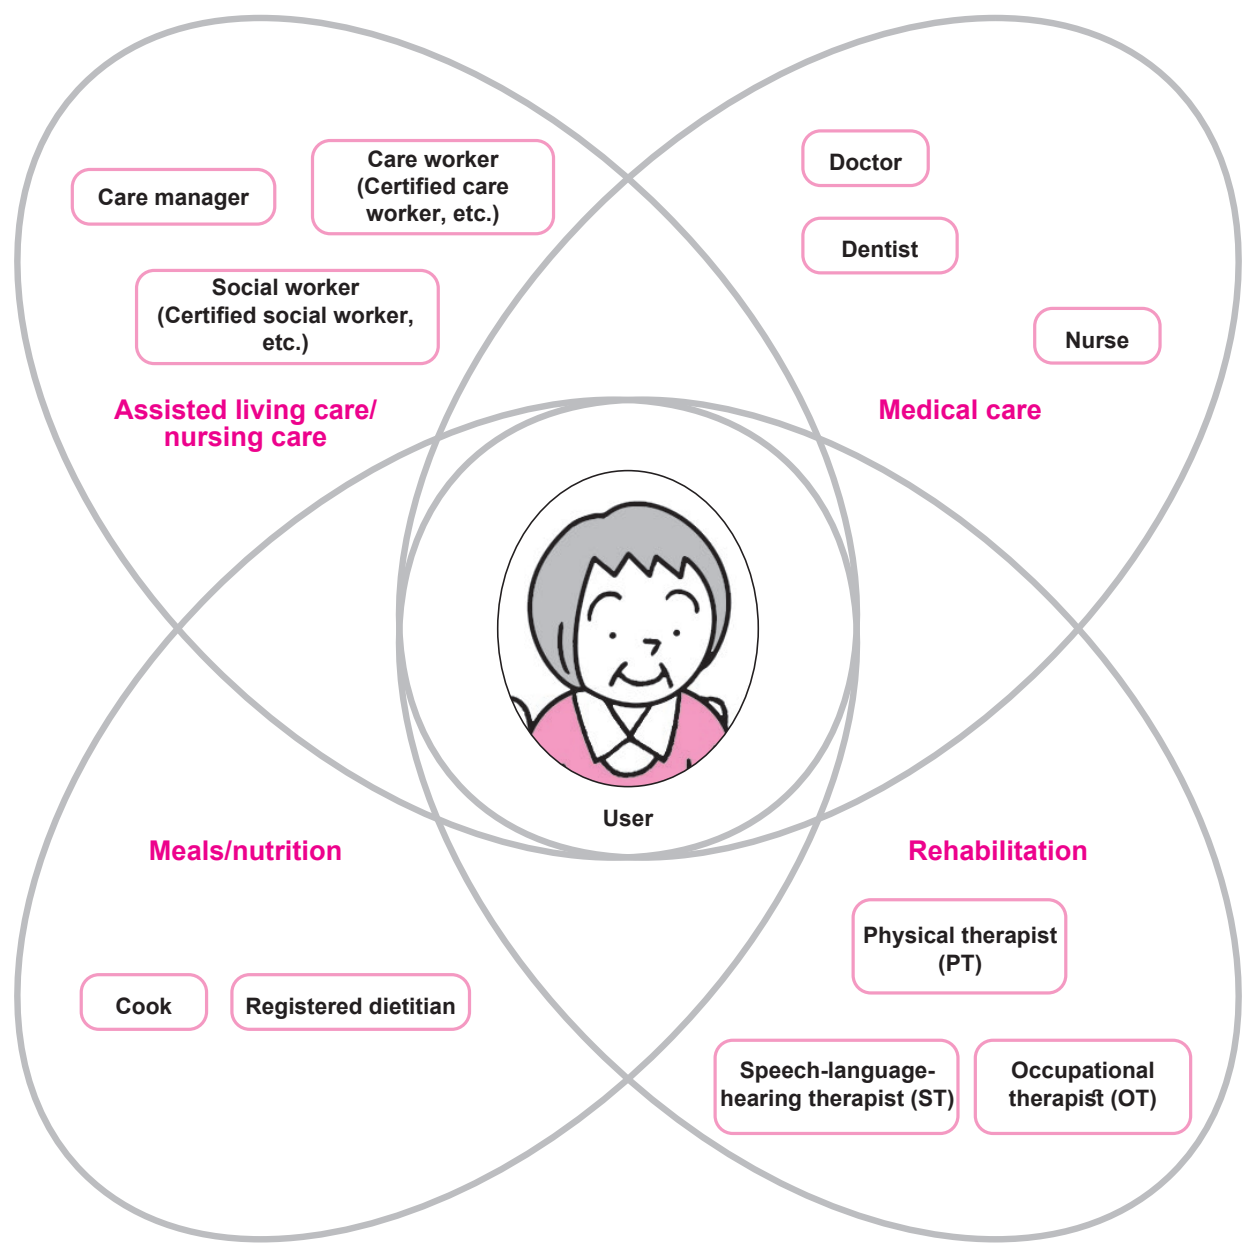 Care manager
Care worker
(Certified care
worker, etc.)
Social worker
(Certified social worker,
etc.)
Assisted living care/
nursing care
Doctor
Dentist
Nurse
Medical care
User
Meals/nutrition
Cook
Registered dietitian
Rehabilitation
Physical therapist
(PT)
Speech-language-
hearing therapist (ST)
Occupational
therapist (OT)